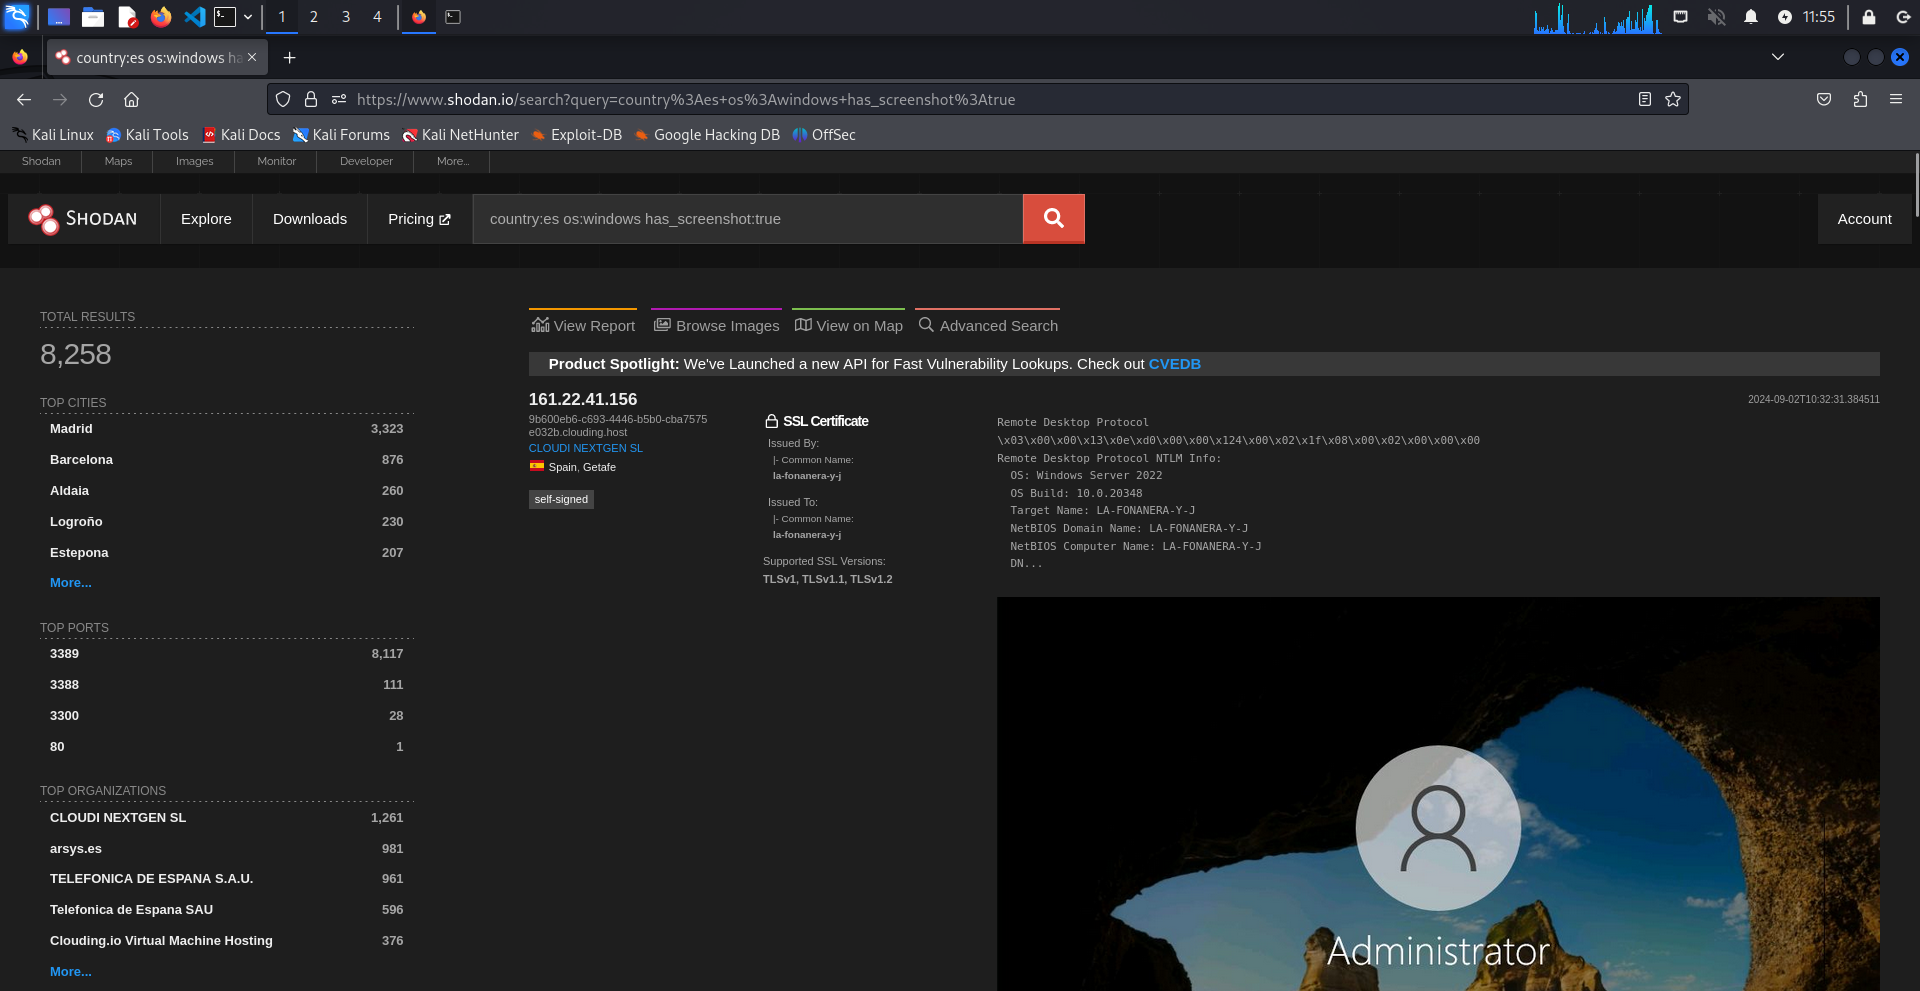 1 2 3 4
11:55
country:es os:windows ha
https://www.shodan.io/search?query=country%3Aes+os%3Awindows+has_screenshot%3Atrue
Kali Linux Kali Tools Kali Docs Kali Forums Kali NetHunter Exploit-DB Google Hacking DB OffSec
Shodan Maps Images Monitor Developer More...
SHODAN Explore Downloads Pricing country:es os:windows has_screenshot:true Account
TOTAL RESULTS
8,258
TOP CITIES
Madrid 3,323
Barcelona 876
Aldaia 260
Logroño 230
Estepona 207
More...
TOP PORTS
3389 8,117
3388 111
3300 28
80 1
TOP ORGANIZATIONS
CLOUDI NEXTGEN SL 1,261
arsys.es 981
TELEFONICA DE ESPANA S.A.U. 961
Telefonica de Espana SAU 596
Clouding.io Virtual Machine Hosting 376
More...
View Report Browse Images View on Map Advanced Search
Product Spotlight: We've Launched a new API for Fast Vulnerability Lookups. Check out CVEDB
161.22.41.156
9b600eb6-c693-4446-b5b0-cba7575
e032b.clouding.host
CLOUDI NEXTGEN SL
Spain, Getafe
self-signed
SSL Certificate
Issued By:
|- Common Name:
la-fonanera-y-j
Issued To:
|- Common Name:
la-fonanera-y-j
Supported SSL Versions:
TLSv1, TLSv1.1, TLSv1.2
2024-09-02T10:32:31.384511
Remote Desktop Protocol
\x03\x00\x00\x13\x0e\xd0\x00\x00\x124\x00\x02\x1f\x08\x00\x02\x00\x00\x00
Remote Desktop Protocol NTLM Info:
OS: Windows Server 2022
OS Build: 10.0.20348
Target Name: LA-FONANERA-Y-J
NetBIOS Domain Name: LA-FONANERA-Y-J
NetBIOS Computer Name: LA-FONANERA-Y-J
DN...
Administrator